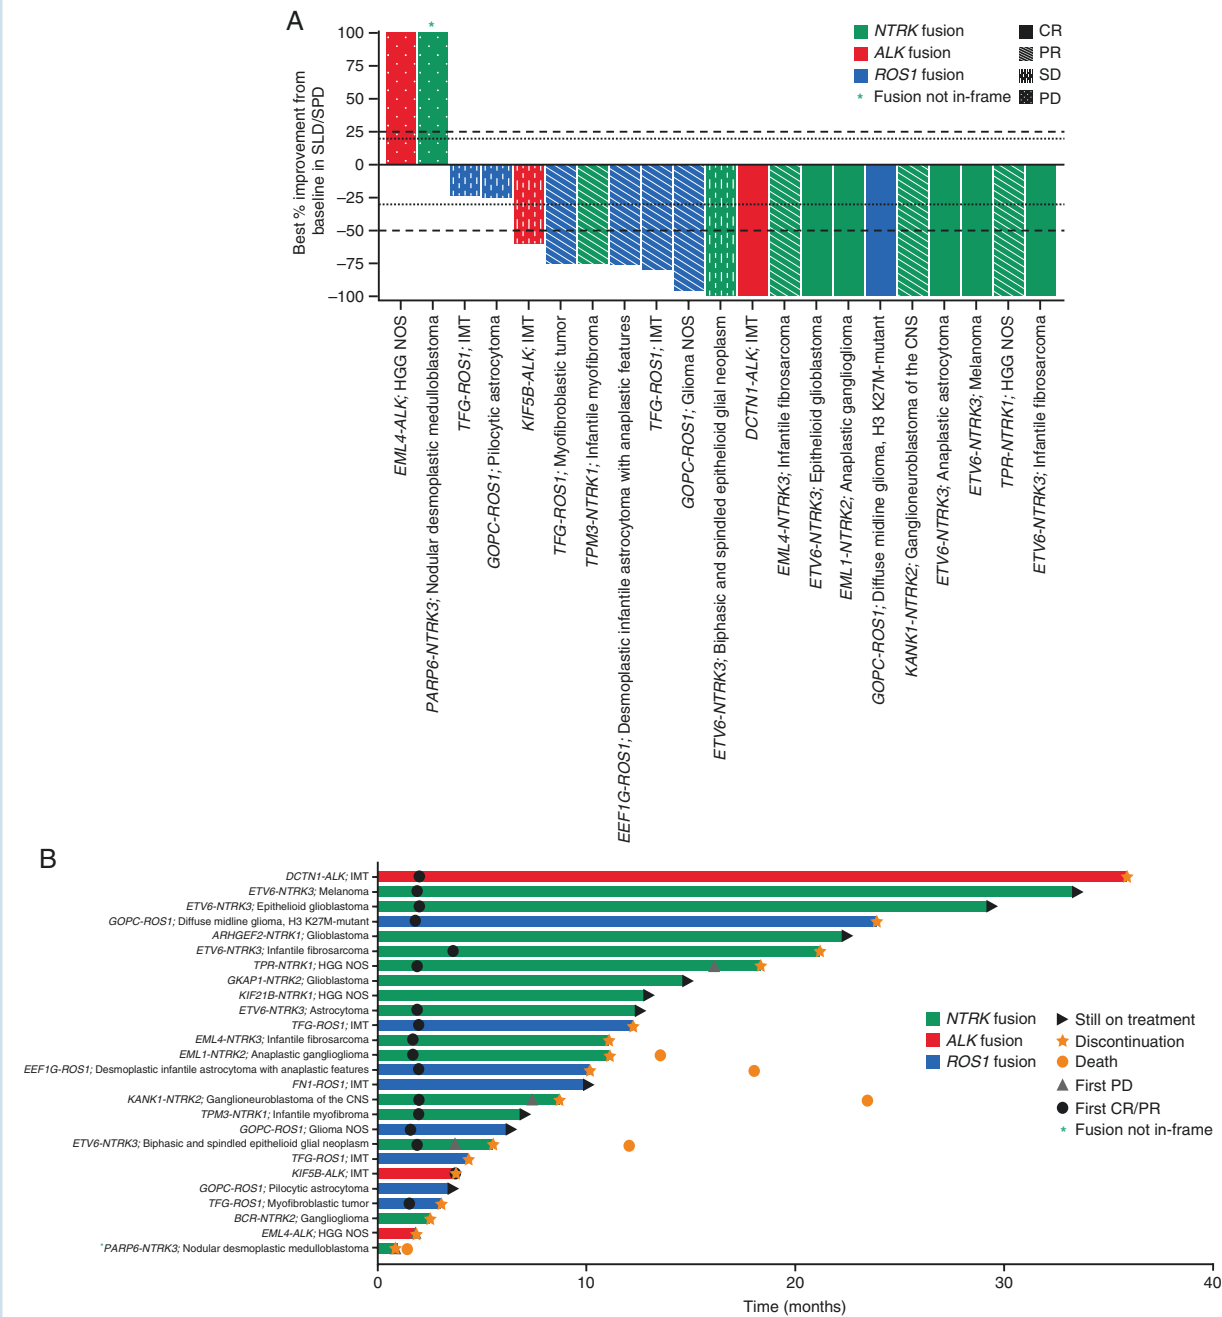 A
NTRK fusion
ALK fusion
ROS1 fusion
* Fusion not in-frame
CR
PR
SD
PD
Best % improvement from
baseline in SLD/SPD
100
75
50
25
0
−25
−50
−75
−100
EML4-ALK; HGG NOS
PARP6-NTRK3; Nodular desmoplastic medulloblastoma
TFG-ROS1; IMT
GOPC-ROS1; Pilocytic astrocytoma
KIF5B-ALK; IMT
TFG-ROS1; Myofibroblastic tumor
TPM3-NTRK1; Infantile myofibroma
EEF1G-ROS1; Desmoplastic infantile astrocytoma with anaplastic features
TFG-ROS1; IMT
GOPC-ROS1; Glioma NOS
ETV6-NTRK3; Biphasic and spindled epithelioid glial neoplasm
DCTN1-ALK; IMT
EML4-NTRK3; Infantile fibrosarcoma
ETV6-NTRK3; Epithelioid glioblastoma
EML1-NTRK2; Anaplastic ganglioglioma
GOPC-ROS1; Diffuse midline glioma, H3 K27M-mutant
KANK1-NTRK2; Ganglioneuroblastoma of the CNS
ETV6-NTRK3; Anaplastic astrocytoma
ETV6-NTRK3; Melanoma
TPR-NTRK1; HGG NOS
ETV6-NTRK3; Infantile fibrosarcoma
B
DCTN1-ALK; IMT
ETV6-NTRK3; Melanoma
ETV6-NTRK3; Epithelioid glioblastoma
GOPC-ROS1; Diffuse midline glioma, H3 K27M-mutant
ARHGEF2-NTRK1; Glioblastoma
ETV6-NTRK3; Infantile fibrosarcoma
TPR-NTRK1; HGG NOS
GKAP1-NTRK2; Glioblastoma
KIF21B-NTRK1; HGG NOS
ETV6-NTRK3; Astrocytoma
TFG-ROS1; IMT
EML4-NTRK3; Infantile fibrosarcoma
EML1-NTRK2; Anaplastic ganglioglioma
EEF1G-ROS1; Desmoplastic infantile astrocytoma with anaplastic features
FN1-ROS1; IMT
KANK1-NTRK2; Ganglioneuroblastoma of the CNS
TPM3-NTRK1; Infantile myofibroma
GOPC-ROS1; Glioma NOS
ETV6-NTRK3; Biphasic and spindled epithelioid glial neoplasm
TFG-ROS1; IMT
KIF5B-ALK; IMT
GOPC-ROS1; Pilocytic astrocytoma
TFG-ROS1; Myofibroblastic tumor
BCR-NTRK2; Ganglioglioma
EML4-ALK; HGG NOS
*PARP6-NTRK3; Nodular desmoplastic medulloblastoma
NTRK fusion
ALK fusion
ROS1 fusion
Still on treatment
Discontinuation
Death
First PD
First CR/PR
* Fusion not in-frame
0
10
20
30
40
Time (months)